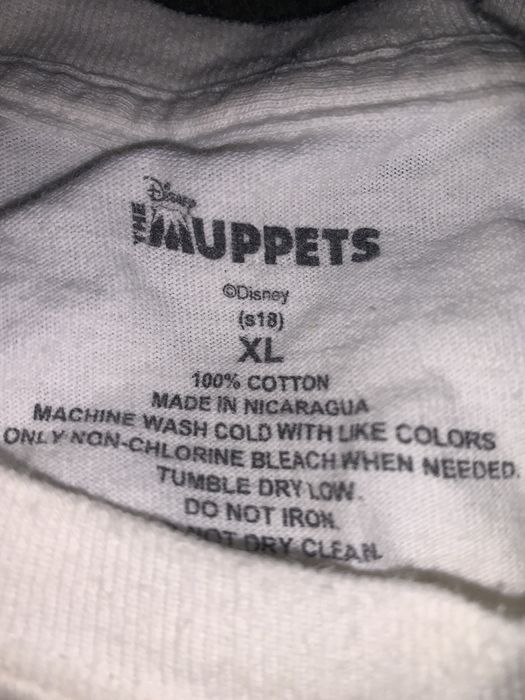 Disney
THE MUPPETS
©Disney
(s18)
XL
100% COTTON
MADE IN NICARAGUA
MACHINE WASH COLD WITH LIKE COLORS
ONLY NON-CHLORINE BLEACH WHEN NEEDED.
TUMBLE DRY LOW.
DO NOT IRON.
NOT DRY CLEAN.